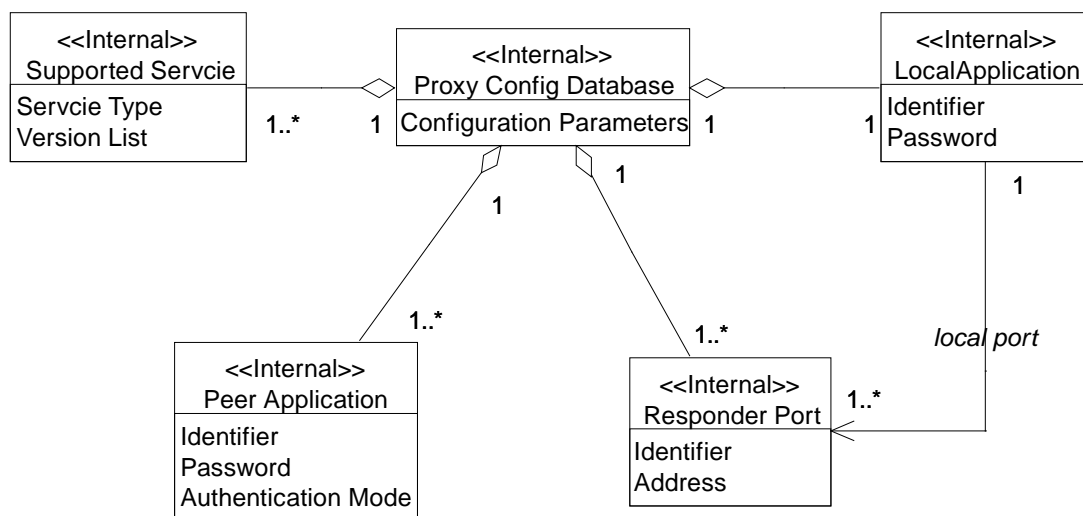 <<Internal>>
Supported Servcie
Servcie Type
Version List
<<Internal>>
Proxy Config Database
Configuration Parameters
<<Internal>>
LocalApplication
Identifier
Password
1..*
1
1
1
1
1
1
1..*
1..*
local port
1..*
<<Internal>>
Peer Application
Identifier
Password
Authentication Mode
<<Internal>>
Responder Port
Identifier
Address